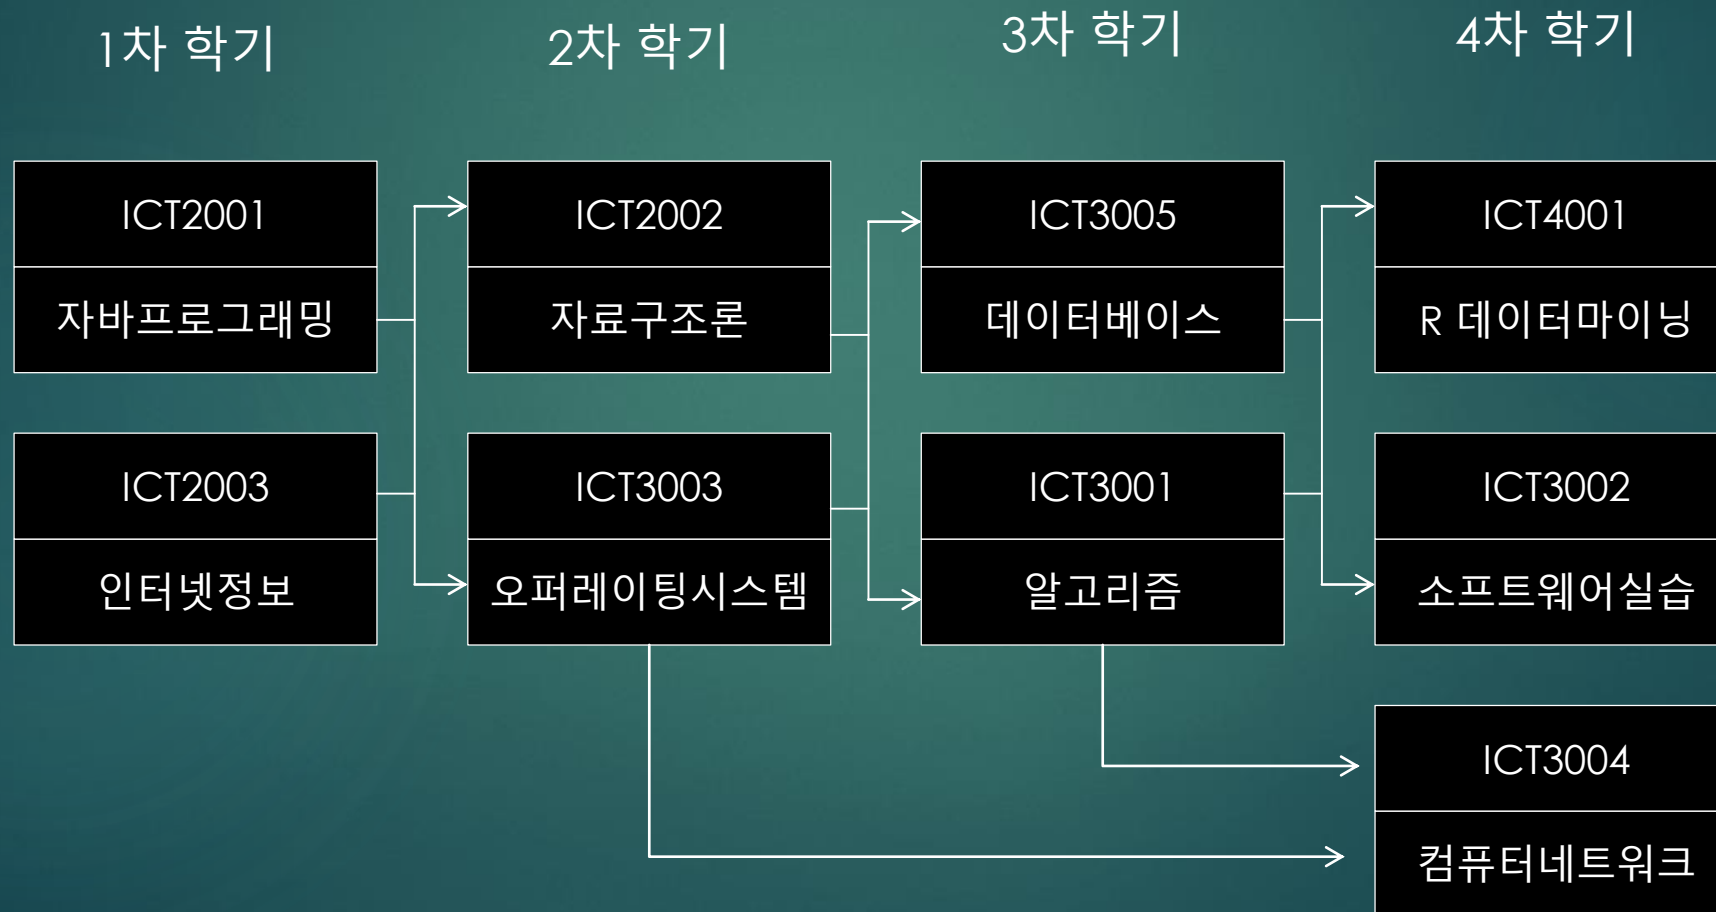 1차 학기
2차 학기
3차 학기
4차 학기
ICT2001
자바프로그래밍
ICT2002
자료구조론
ICT3005
데이터베이스
ICT4001
R 데이터마이닝
ICT2003
인터넷정보
ICT3003
오퍼레이팅시스템
ICT3001
알고리즘
ICT3002
소프트웨어실습
ICT3004
컴퓨터네트워크